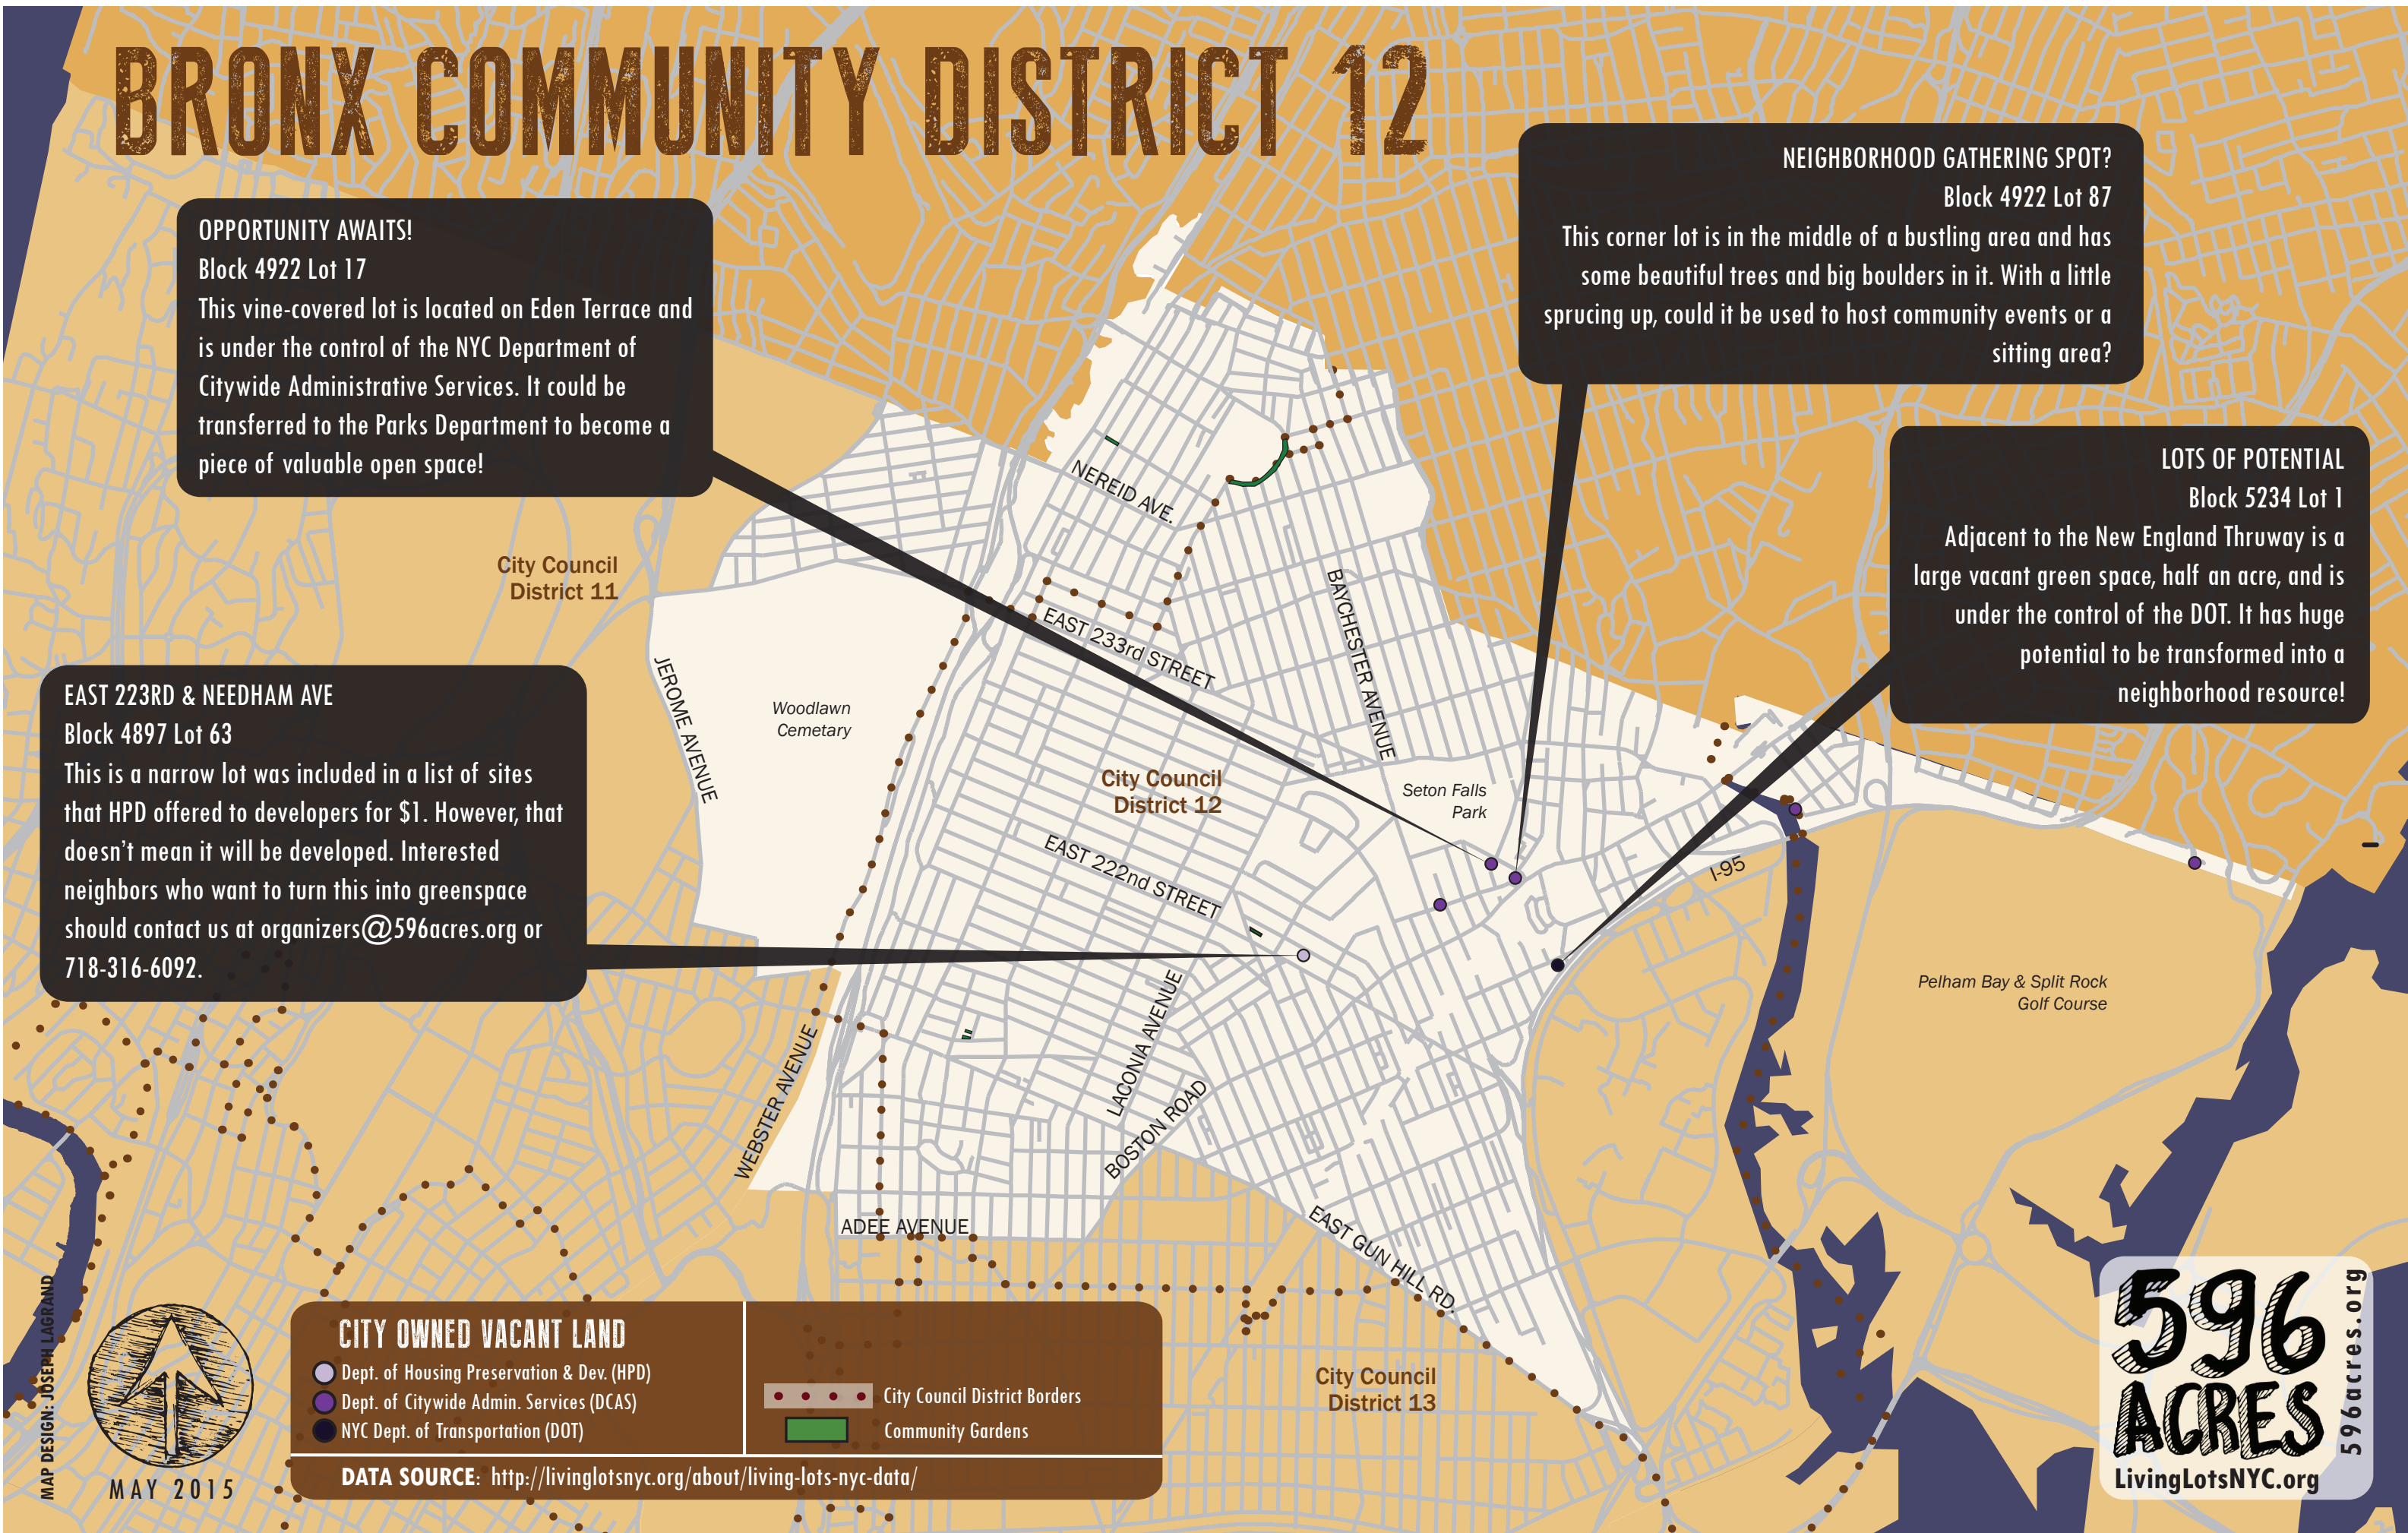 BRONX COMMUNITY DISTRICT 12
OPPORTUNITY AWAITS!
Block 4922 Lot 17
This vine-covered lot is located on Eden Terrace and
is under the control of the NYC Department of
Citywide Administrative Services. It could be
transferred to the Parks Department to become a
piece of valuable open space!
NEIGHBORHOOD GATHERING SPOT?
Block 4922 Lot 87
This corner lot is in the middle of a bustling area and has
some beautiful trees and big boulders in it. With a little
sprucing up, could it be used to host community events or a
sitting area?
LOTS OF POTENTIAL
Block 5234 Lot 1
Adjacent to the New England Thruway is a
large vacant green space, half an acre, and is
under the control of the DOT. It has huge
potential to be transformed into a
neighborhood resource!
EAST 223RD & NEEDHAM AVE
Block 4897 Lot 63
This is a narrow lot was included in a list of sites
that HPD offered to developers for $1. However, that
doesn't mean it will be developed. Interested
neighbors who want to turn this into greenspace
should contact us at organizers@596acres.org or
718-316-6092.
City Council
District 11
NEREID AVE.
EAST 233rd STREET
BAYCHESTER AVENUE
JEROME AVENUE
Woodlawn
Cemetary
City Council
District 12
Seton Falls
Park
EAST 222nd STREET
I-95
Pelham Bay & Split Rock
Golf Course
LACONIA AVENUE
WEBSTER AVENUE
BOSTON ROAD
ADEE AVENUE
EAST GUN HILL RD.
City Council
District 13
MAP DESIGN: JOSEPH LAGRAND
MAY 2015
CITY OWNED VACANT LAND
Dept. of Housing Preservation & Dev. (HPD)
Dept. of Citywide Admin. Services (DCAS)
NYC Dept. of Transportation (DOT)
City Council District Borders
Community Gardens
DATA SOURCE: http://livinglotsnyc.org/about/living-lots-nyc-data/
596
ACRES
596acres.org
LivingLotsNYC.org